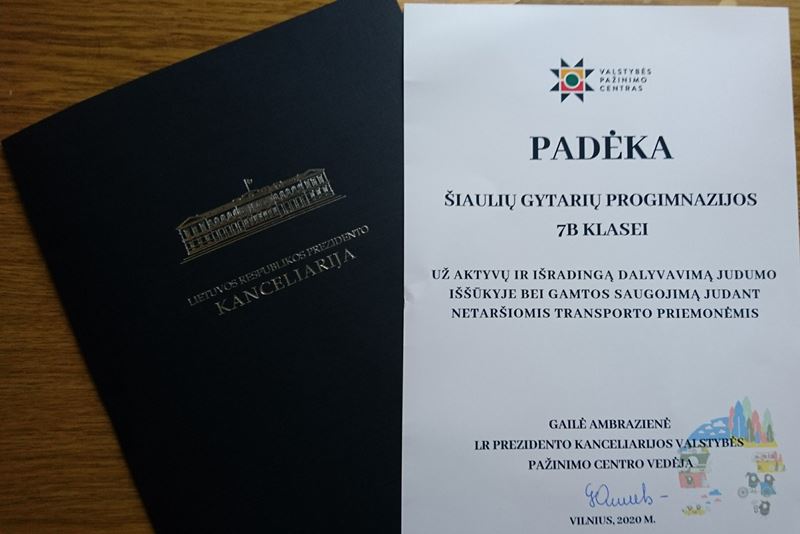 LIETUVOS RESPUBLIKOS PREZIDENTO
KANCELIARIJA
VALSTYBĖS
PAŽINIMO
CENTRAS
PADĖKA
ŠIAULIŲ GYTARIŲ PROGIMNAZIJOS
7B KLASEI
UŽ AKTYVŲ IR IŠRADINGĄ DALYVAVIMĄ JUDUMO
IŠŠŪKYJE BEI GAMTOS SAUGOJIMĄ JUDANT
NETARŠIOMIS TRANSPORTO PRIEMONĖMIS
GAILĖ AMBRAZIENĖ
LR PREZIDENTO KANCELIARIJOS VALSTYBĖS
PAŽINIMO CENTRO VEDĖJA
VILNIUS, 2020 M.